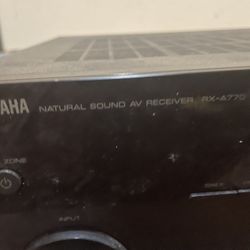 AHA NATURAL SOUND AV RECEIVER RX-A770
ZONE
INPUT